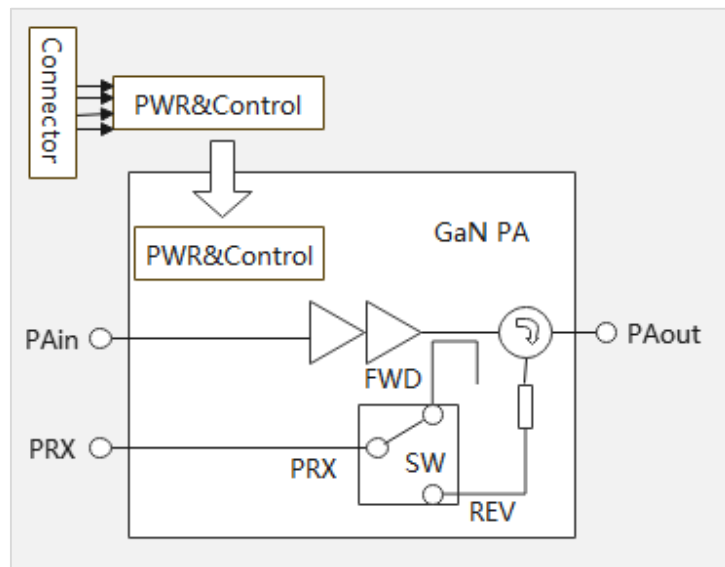 Connector
PWR&Control
PWR&Control
GaN PA
PAin
PAout
FWD
PRX
PRX
SW
REV